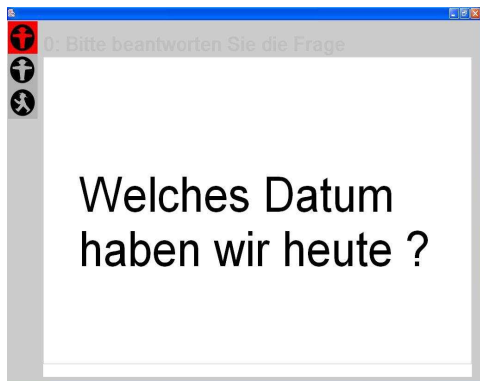 0: Bitte beantworten Sie die Frage
Welches Datum
haben wir heute ?